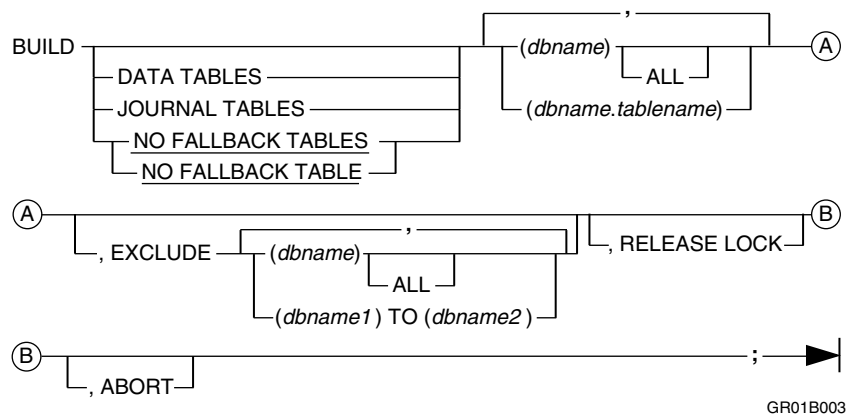 ,
BUILD (dbname) A
DATA TABLES ALL
JOURNAL TABLES (dbname.tablename)
NO FALLBACK TABLES
NO FALLBACK TABLE
A B
,
, EXCLUDE (dbname) , RELEASE LOCK
ALL
(dbname1) TO (dbname2)
B ;
, ABORT
GR01B003